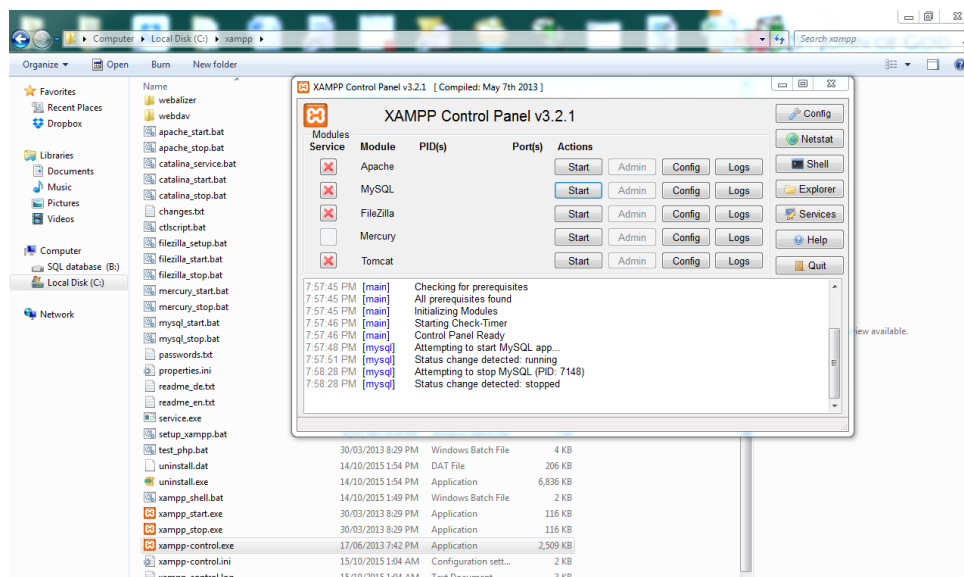 Computer ▸ Local Disk (C:) ▸ xampp ▸
Search xampp
Organize ▾ Open Burn New folder
Favorites
Recent Places
Dropbox
Libraries
Documents
Music
Pictures
Videos
Computer
SQL database (B:)
Local Disk (C:)
Network
Name
webalizer
webdav
apache_start.bat
apache_stop.bat
catalina_service.bat
catalina_start.bat
catalina_stop.bat
changes.txt
ctlscript.bat
filezilla_setup.bat
filezilla_start.bat
filezilla_stop.bat
mercury_start.bat
mercury_stop.bat
mysql_start.bat
mysql_stop.bat
passwords.txt
properties.ini
readme_de.txt
readme_en.txt
service.exe
setup_xampp.bat
test_php.bat 30/03/2013 8:29 PM Windows Batch File 4 KB
uninstall.dat 14/10/2015 1:54 PM DAT File 206 KB
uninstall.exe 14/10/2015 1:54 PM Application 6,836 KB
xampp_shell.bat 14/10/2015 1:49 PM Windows Batch File 2 KB
xampp_start.exe 30/03/2013 8:29 PM Application 116 KB
xampp_stop.exe 30/03/2013 8:29 PM Application 116 KB
xampp-control.exe 17/06/2013 7:42 PM Application 2,509 KB
xampp-control.ini 15/10/2015 1:04 AM Configuration sett... 2 KB
XAMPP Control Panel v3.2.1 [ Compiled: May 7th 2013 ]
XAMPP Control Panel v3.2.1
Config
Modules
Service Module PID(s) Port(s) Actions
Netstat
Apache Start Admin Config Logs
Shell
MySQL Start Admin Config Logs
Explorer
FileZilla Start Admin Config Logs
Services
Mercury Start Admin Config Logs
Help
Tomcat Start Admin Config Logs
Quit
7:57:45 PM [main] Checking for prerequisites
7:57:45 PM [main] All prerequisites found
7:57:45 PM [main] Initializing Modules
7:57:46 PM [main] Starting Check-Timer
7:57:46 PM [main] Control Panel Ready
7:57:48 PM [mysql] Attempting to start MySQL app...
7:57:51 PM [mysql] Status change detected: running
7:58:28 PM [mysql] Attempting to stop MySQL (PID: 7148)
7:58:28 PM [mysql] Status change detected: stopped
available.